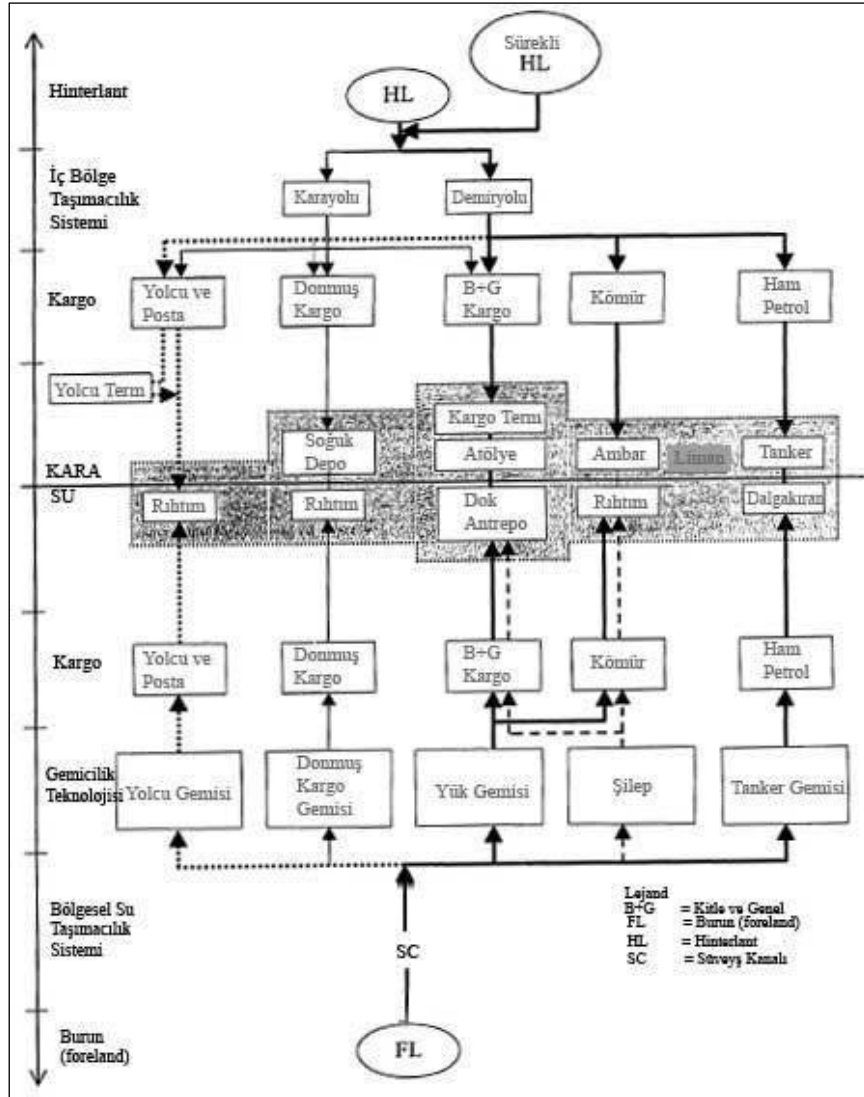 Sürekli
HL
HL
Hinterlant
İç Bölge
Taşımacılık
Sistemi
Karayolu
Demiryolu
Kargo
Yolcu ve
Posta
Donmuş
Kargo
B+G
Kargo
Kömür
Ham
Petrol
Yolcu Term
Kargo Term
Soğuk
Depo
Atölye
Ambar
Liman
Tanker
KARA
SU
Rıhtım
Rıhtım
Dok
Antrepo
Rıhtım
Dalgakıran
Kargo
Yolcu ve
Posta
Donmuş
Kargo
B+G
Kargo
Kömür
Ham
Petrol
Gemicilik
Teknolojisi
Yolcu Gemisi
Donmuş
Kargo
Gemisi
Yük Gemisi
Şilep
Tanker Gemisi
Bölgesel Su
Taşımacılık
Sistemi
SC
Lejand
B+G = Kitle ve Genel
FL = Burun (foreland)
HL = Hinterlant
SC = Süveyş Kanalı
Burun
(foreland)
FL